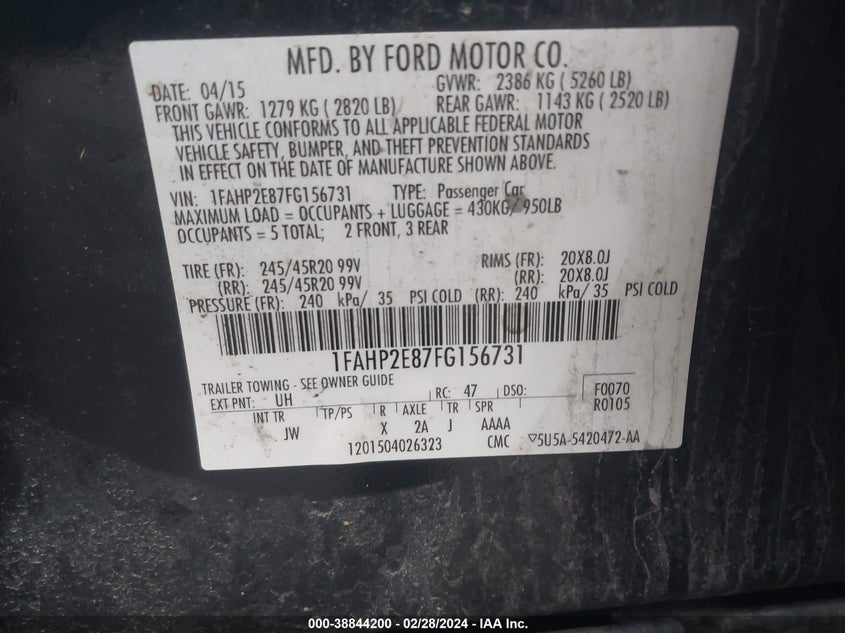 MFD. BY FORD MOTOR CO.
DATE: 04/15 GVWR: 2386 KG ( 5260 LB)
FRONT GAWR: 1279 KG ( 2820 LB) REAR GAWR: 1143 KG ( 2520 LB)
THIS VEHICLE CONFORMS TO ALL APPLICABLE FEDERAL MOTOR
VEHICLE SAFETY, BUMPER, AND THEFT PREVENTION STANDARDS
IN EFFECT ON THE DATE OF MANUFACTURE SHOWN ABOVE.
VIN: 1FAHP2E87FG156731 TYPE: Passenger Car
MAXIMUM LOAD = OCCUPANTS + LUGGAGE = 430KG/ 950LB
OCCUPANTS = 5 TOTAL; 2 FRONT, 3 REAR
TIRE (FR): 245/45R20 99V RIMS (FR): 20X8.0J
(RR): 245/45R20 99V (RR): 20X8.0J
PRESSURE (FR): 240 kPa/ 35 PSI COLD (RR): 240 kPa/ 35 PSI COLD
1FAHP2E87FG156731
TRAILER TOWING - SEE OWNER GUIDE
EXT PNT: UH RC: 47 DSO: F0070
R0105
INT TR TP/PS R AXLE TR SPR
JW X 2A J AAAA
1201504026323 CMC ▽5U5A-5420472-AA
000-38844200 - 02/28/2024 - IAA Inc.